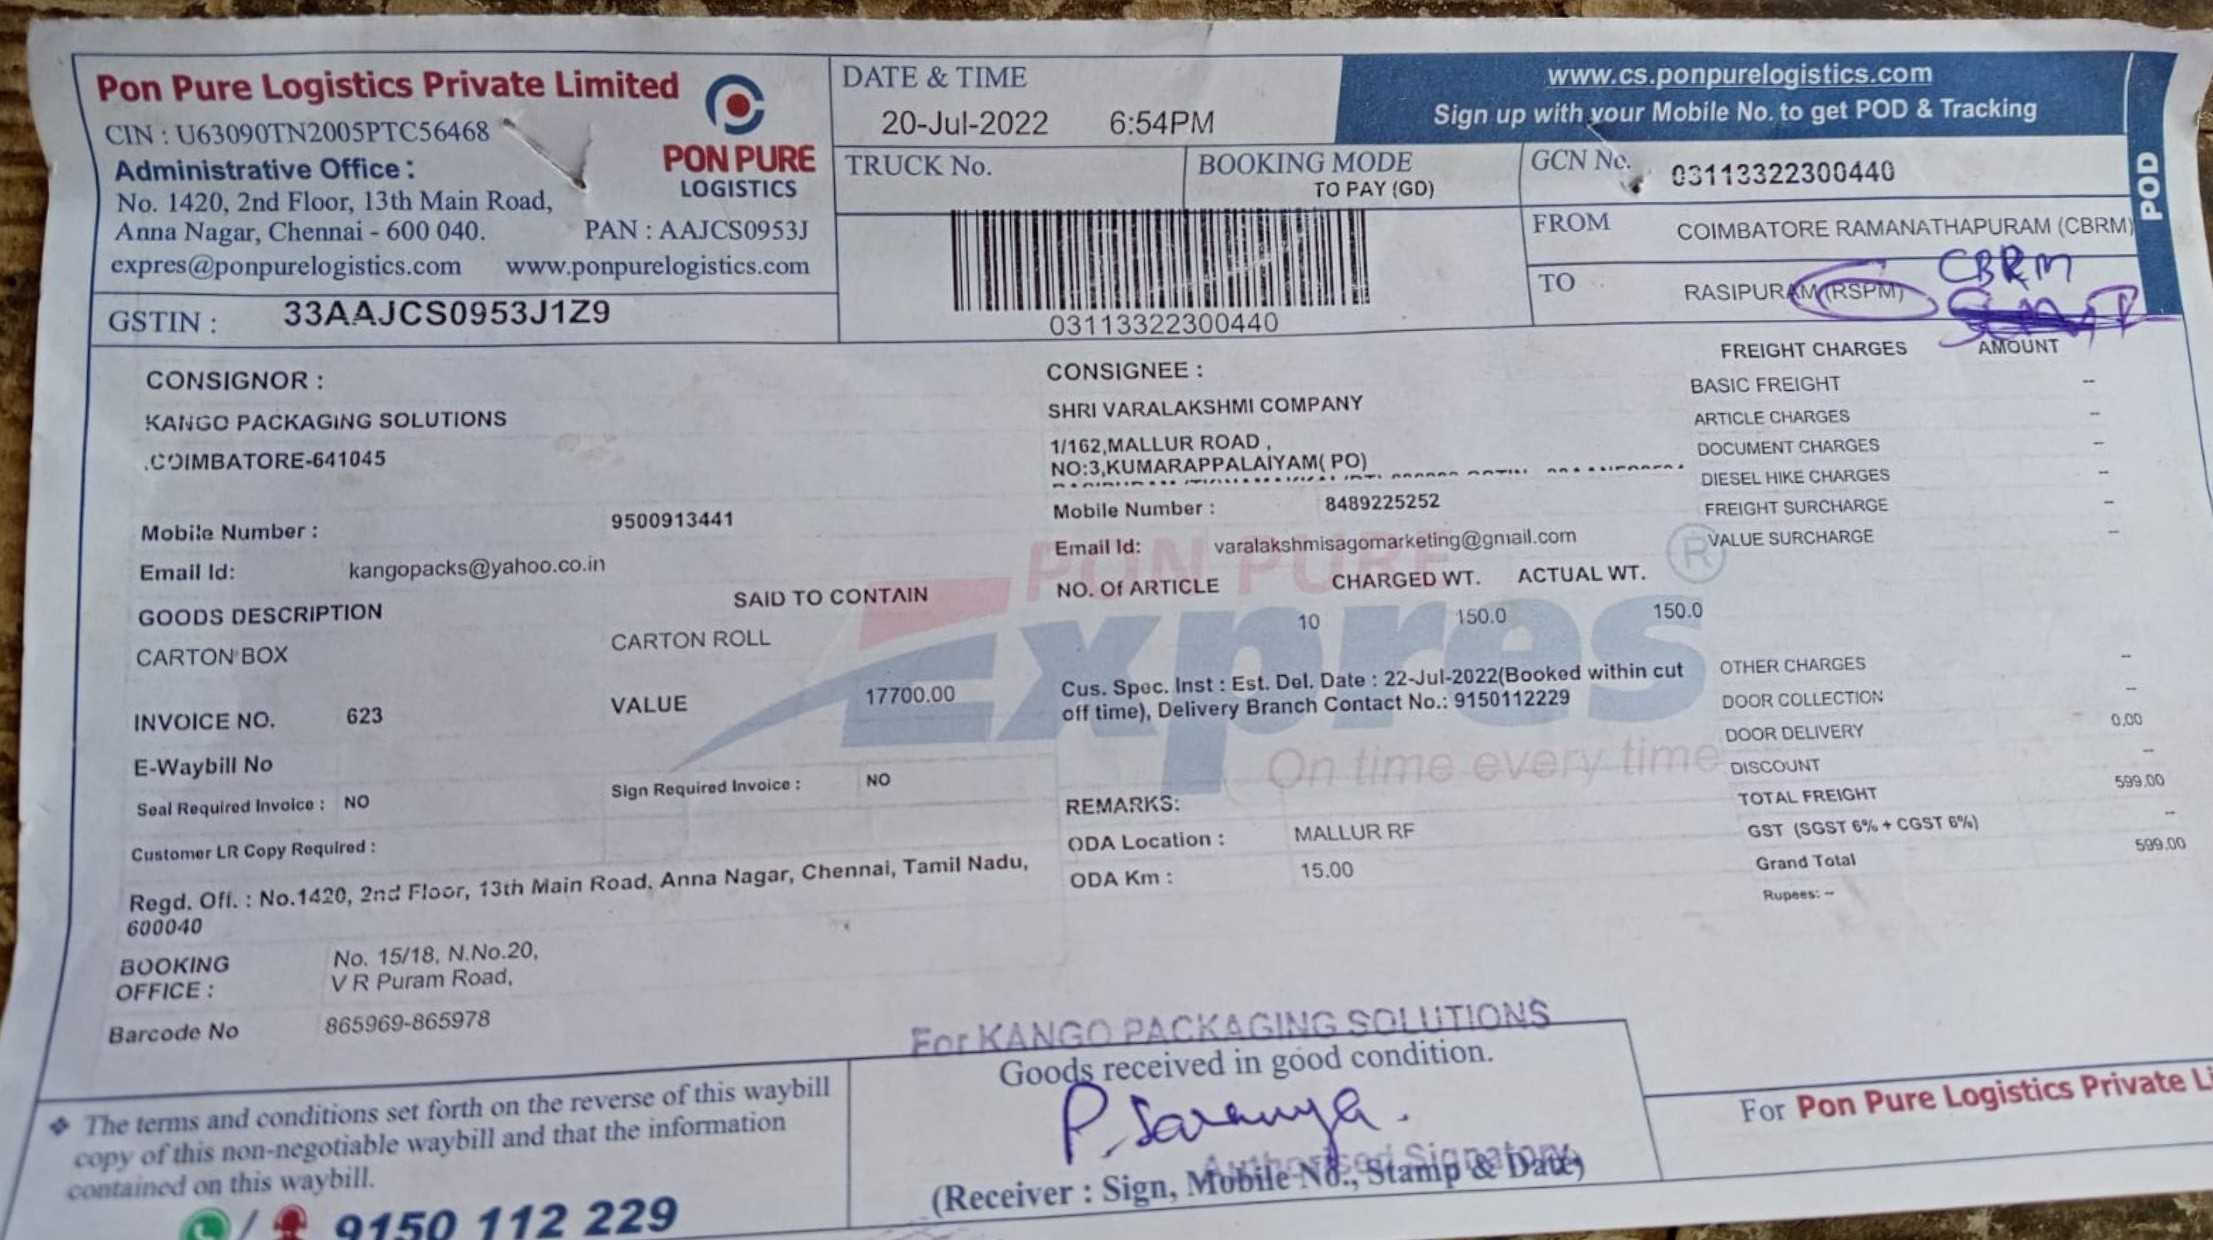 Pon Pure Logistics Private Limited
CIN : U63090TN2005PTC56468
Administrative Office :
No. 1420, 2nd Floor, 13th Main Road,
Anna Nagar, Chennai - 600 040.
PAN : AAJCS0953J
expres@ponpurelogistics.com www.ponpurelogistics.com
PON PURE
LOGISTICS
GSTIN : 33AAJCS0953J1Z9
DATE & TIME
20-Jul-2022 6:54PM
www.cs.ponpurelogistics.com
Sign up with your Mobile No. to get POD & Tracking
POD
TRUCK No.
BOOKING MODE
TO PAY (GD)
GCN No. 03113322300440
03113322300440
FROM COIMBATORE RAMANATHAPURAM (CBRM)
TO RASIPURAM (RSPM)
CBRM
CONSIGNOR :
KANGO PACKAGING SOLUTIONS
.COIMBATORE-641045
Mobile Number : 9500913441
Email Id: kangopacks@yahoo.co.in
CONSIGNEE :
SHRI VARALAKSHMI COMPANY
1/162,MALLUR ROAD ,
NO:3,KUMARAPPALAIYAM( PO)
Mobile Number : 8489225252
Email Id: varalakshmisagomarketing@gmail.com
FREIGHT CHARGES AMOUNT
BASIC FREIGHT --
ARTICLE CHARGES --
DOCUMENT CHARGES --
DIESEL HIKE CHARGES --
FREIGHT SURCHARGE --
VALUE SURCHARGE --
GOODS DESCRIPTION SAID TO CONTAIN
CARTON BOX CARTON ROLL
NO. Of ARTICLE CHARGED WT. ACTUAL WT.
10 150.0 150.0
PON PURE
Expres ®
On time every time
INVOICE NO. 623 VALUE 17700.00
Cus. Spec. Inst : Est. Del. Date : 22-Jul-2022(Booked within cut
off time), Delivery Branch Contact No.: 9150112229
OTHER CHARGES --
DOOR COLLECTION --
DOOR DELIVERY 0.00
DISCOUNT --
TOTAL FREIGHT 599.00
GST (SGST 6% + CGST 6%) --
Grand Total 599.00
Rupees: --
E-Waybill No
Seal Required Invoice : NO Sign Required Invoice : NO
Customer LR Copy Required :
REMARKS:
ODA Location : MALLUR RF
ODA Km : 15.00
Regd. Off. : No.1420, 2nd Floor, 13th Main Road, Anna Nagar, Chennai, Tamil Nadu,
600040
BOOKING
OFFICE :
No. 15/18, N.No.20,
V R Puram Road,
Barcode No 865969-865978
For KANGO PACKAGING SOLUTIONS
Goods received in good condition.
P. Saranya.
Authorised Signatory
(Receiver : Sign, Mobile No., Stamp & Date)
For Pon Pure Logistics Private
The terms and conditions set forth on the reverse of this waybill
copy of this non-negotiable waybill and that the information
contained on this waybill.
9150 112 229